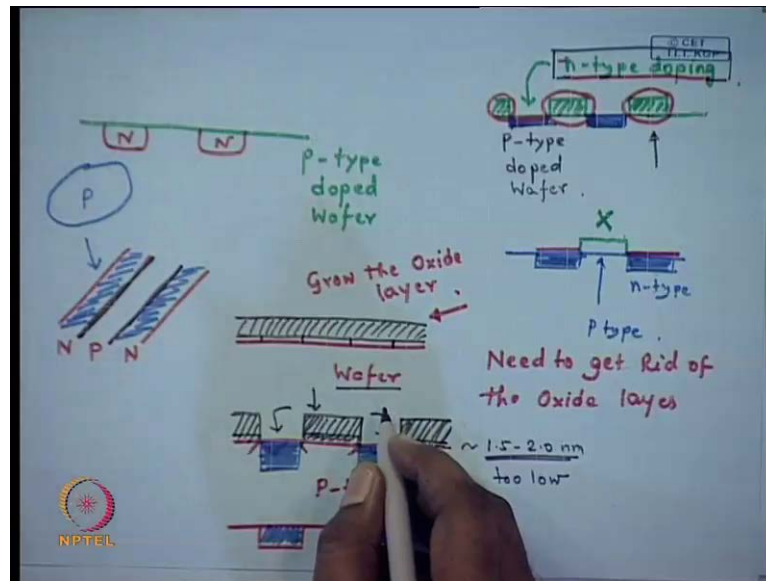 © CET
I.I.T. KGP
n-type doping
N
N
P-type
doped
Wafer
P-type
doped
Wafer.
P
X
Grow the Oxide
layer.
n-type
N P N
P type.
Wafer
Need to get Rid of
the Oxide layes
~ 1.5-2.0 nm
too low
NPTEL